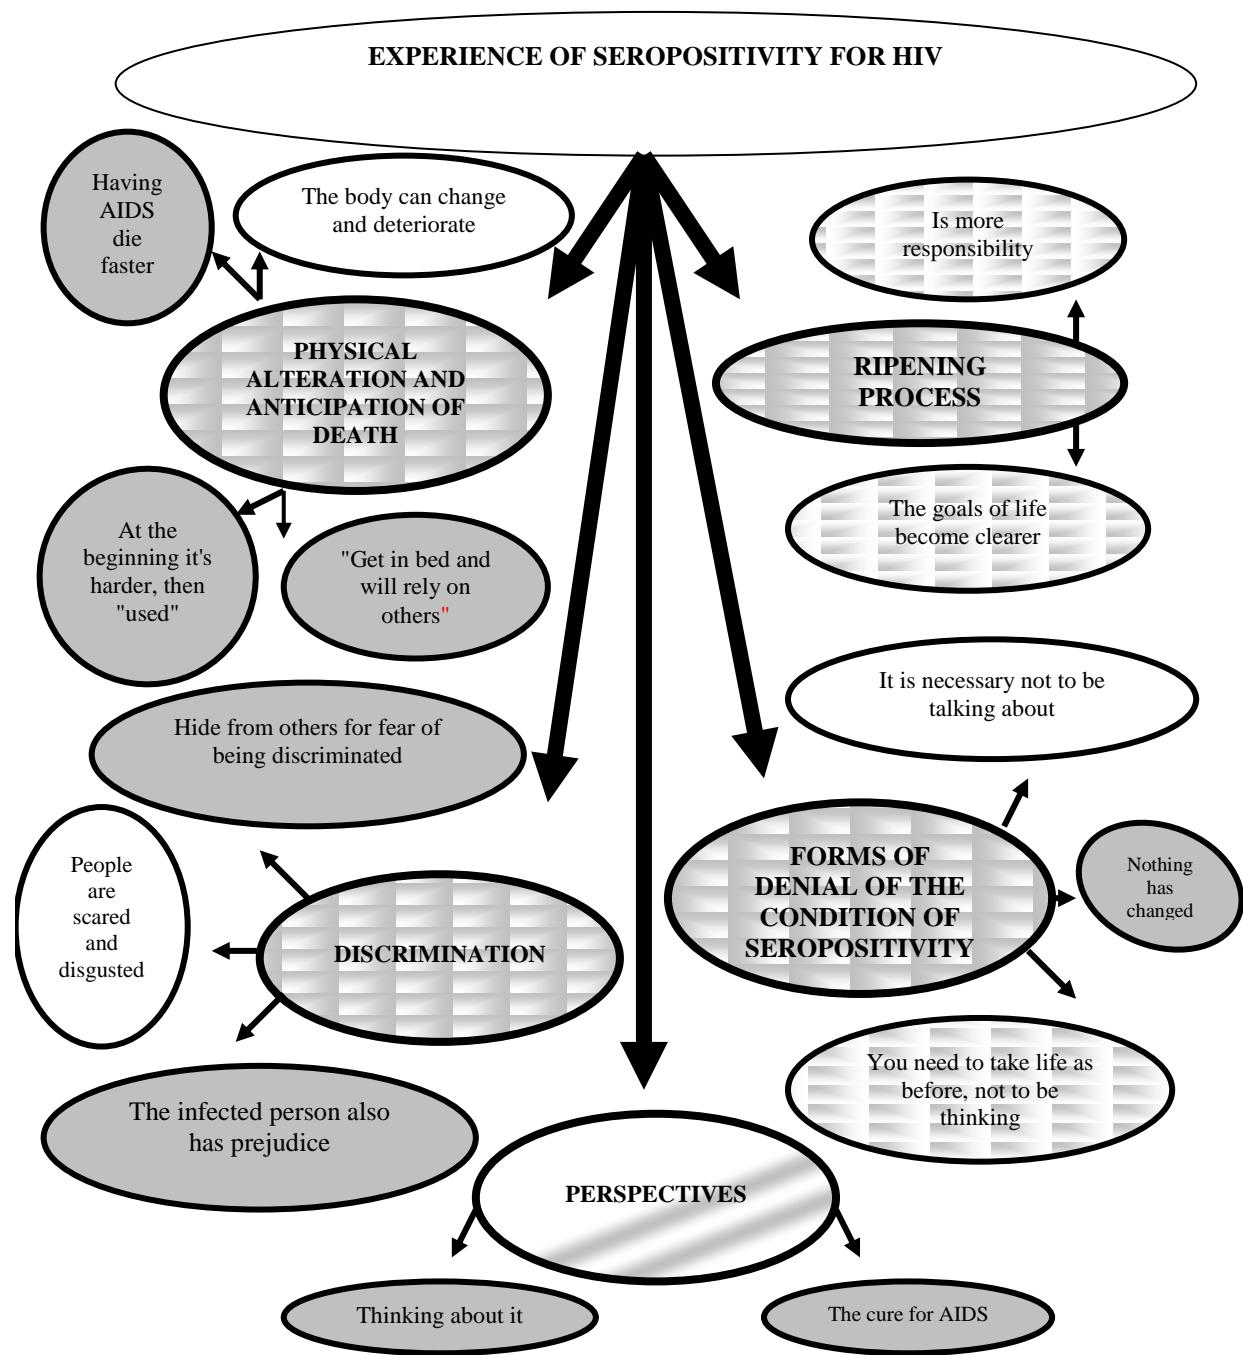 EXPERIENCE OF SEROPOSITIVITY FOR HIV
Having
AIDS
die
faster
The body can change
and deteriorate
Is more
responsibility
PHYSICAL
ALTERATION AND
ANTICIPATION OF
DEATH
RIPENING
PROCESS
At the
beginning it's
harder, then
"used"
"Get in bed and
will rely on
others"
The goals of life
become clearer
Hide from others for fear of
being discriminated
It is necessary not to be
talking about
People
are
scared
and
disgusted
DISCRIMINATION
FORMS OF
DENIAL OF THE
CONDITION OF
SEROPOSITIVITY
Nothing
has
changed
The infected person also
has prejudice
You need to take life as
before, not to be
thinking
PERSPECTIVES
Thinking about it
The cure for AIDS